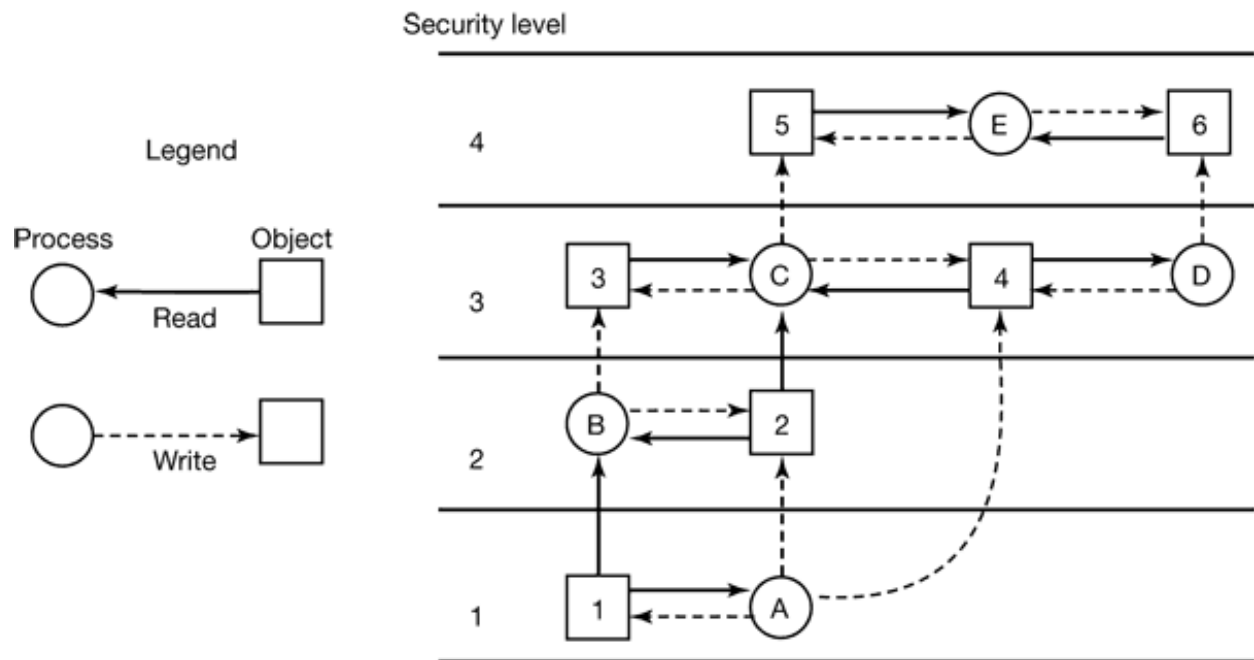 Security level
Legend
Process Object
Read
Write
4
5 E 6
3
3 C 4 D
2
B 2
1
1 A